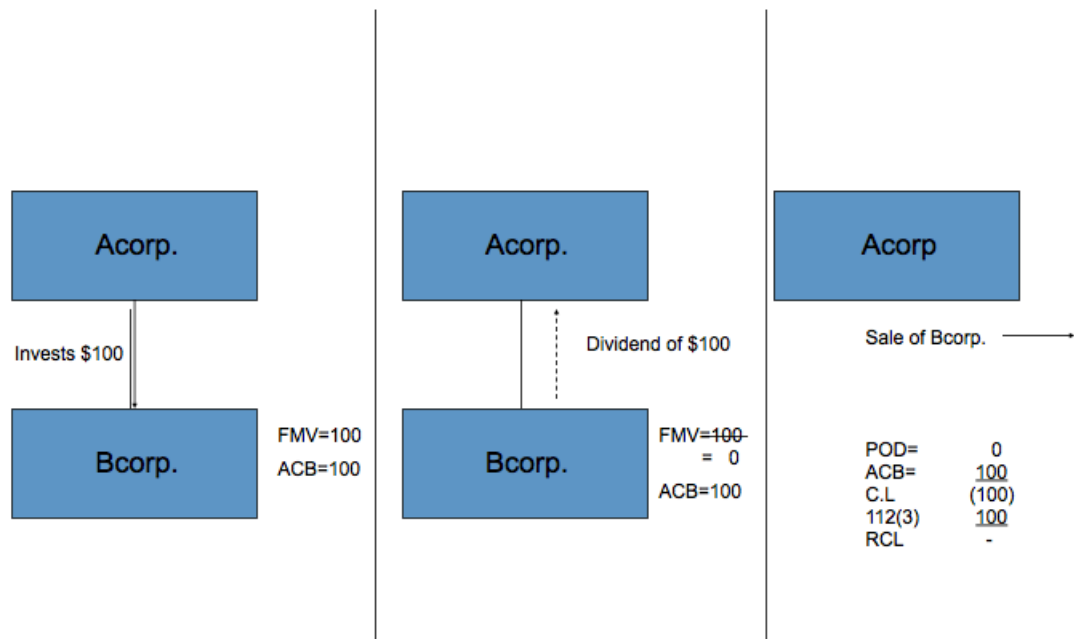 Acorp.
Invests $100
Bcorp.
FMV=100
ACB=100
Acorp.
Dividend of $100
Bcorp.
FMV=100
= 0
ACB=100
Acorp
Sale of Bcorp.
POD= 0
ACB= 100
C.L (100)
112(3) 100
RCL -